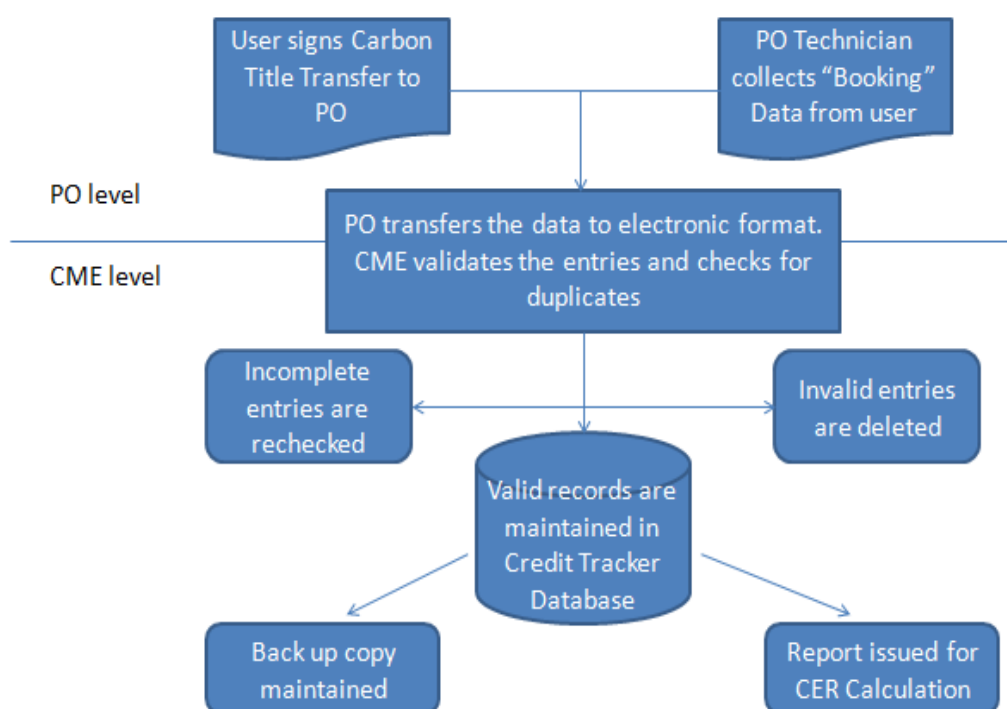 User signs Carbon
Title Transfer to
PO
PO Technician
collects “Booking”
Data from user
PO level
PO transfers the data to electronic format.
CME validates the entries and checks for
duplicates
CME level
Incomplete
entries are
rechecked
Invalid entries
are deleted
Valid records are
maintained in
Credit Tracker
Database
Back up copy
maintained
Report issued for
CER Calculation